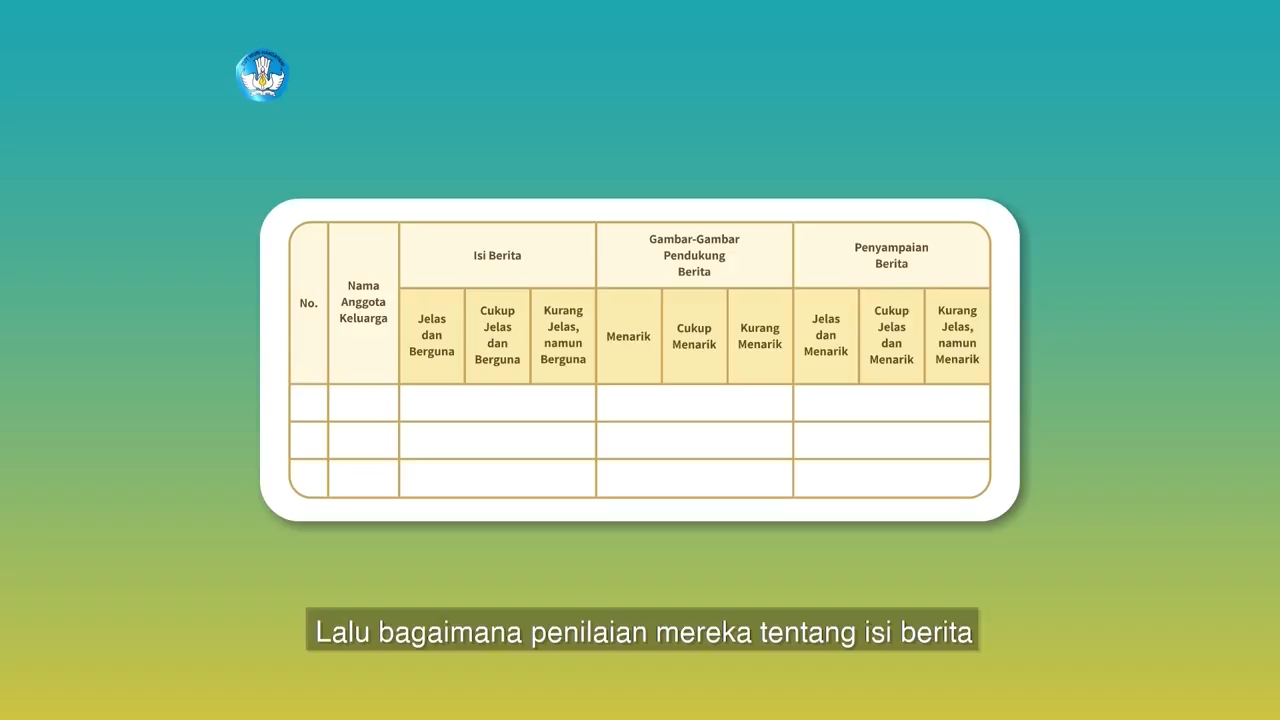 No.
Nama
Anggota
Keluarga
Isi Berita
Gambar-Gambar
Pendukung
Berita
Penyampaian
Berita
Jelas
dan
Berguna
Cukup
Jelas
dan
Berguna
Kurang
Jelas,
namun
Berguna
Menarik
Cukup
Menarik
Kurang
Menarik
Jelas
dan
Menarik
Cukup
Jelas
dan
Menarik
Kurang
Jelas,
namun
Menarik
Lalu bagaimana penilaian mereka tentang isi berita